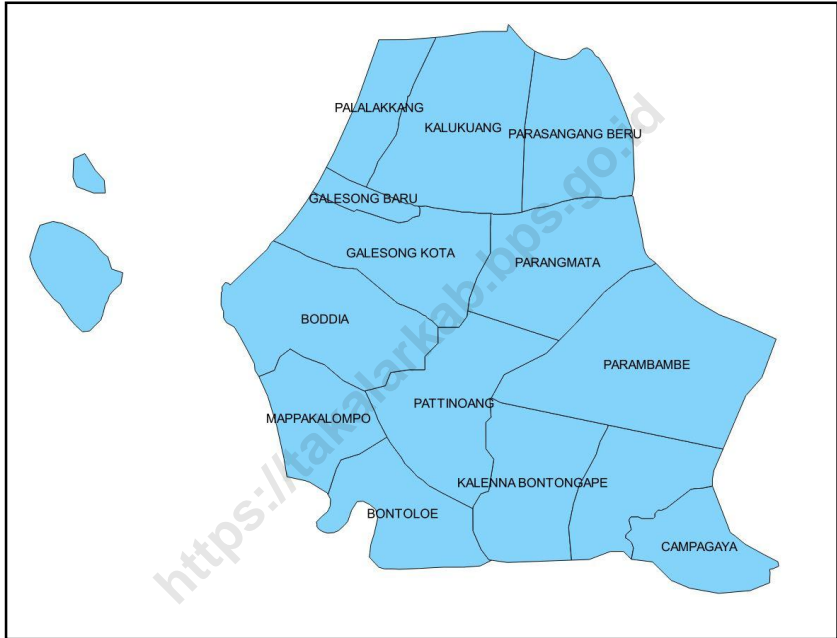 PALALAKKANG
KALUKUANG
PARASANGANG BERU
GALESONG BARU
GALESONG KOTA
PARANGMATA
BODDIA
PARAMBAMBE
PATTINOANG
MAPPAKALOMPO
KALENNA BONTONGAPE
BONTOLOE
CAMPAGAYA
https://takalarkab.bps.go.id